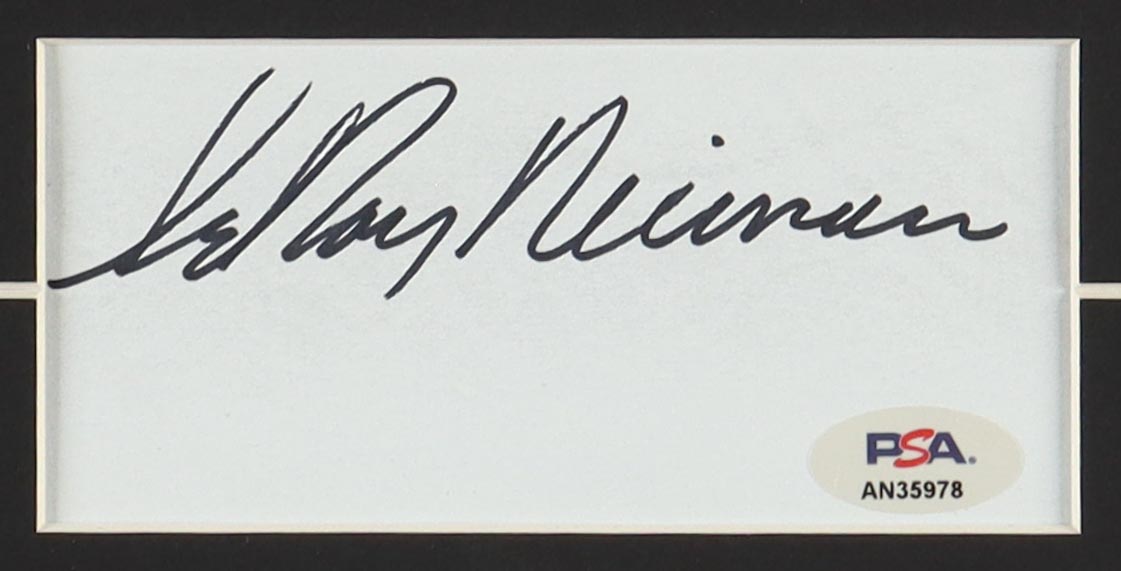 LeRoy Neiman
PSA.
AN35978